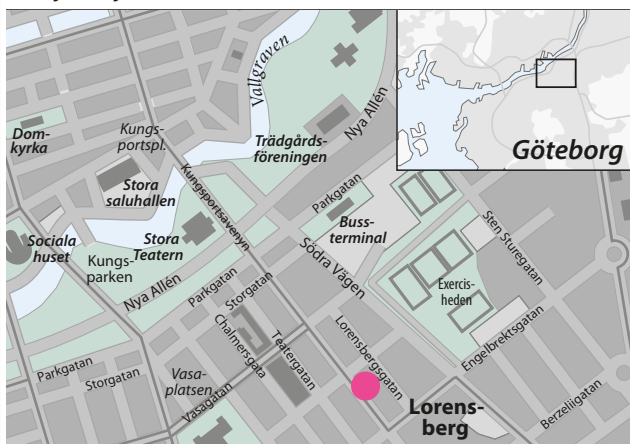 Vallgraven
Dom-
kyrka
Kungs-
portspl.
Trädgårds-
föreningen
Nya Allén
Göteborg
Stora
saluhallen
Kungsportsavenyn
Parkgatan
Buss-
terminal
Sten Sturegatan
Sociala
huset
Kungs-
parken
Stora
Teatern
Södra Vägen
Nya Allén
Parkgatan
Storgatan
Exercis-
heden
Chalmersgata
Teatergatan
Lorensbergsgatan
Engelbrektsgatan
Parkgatan
Storgatan
Vasa-
platsen
Vasagatan
Lorens-
berg
Berzeliigatan